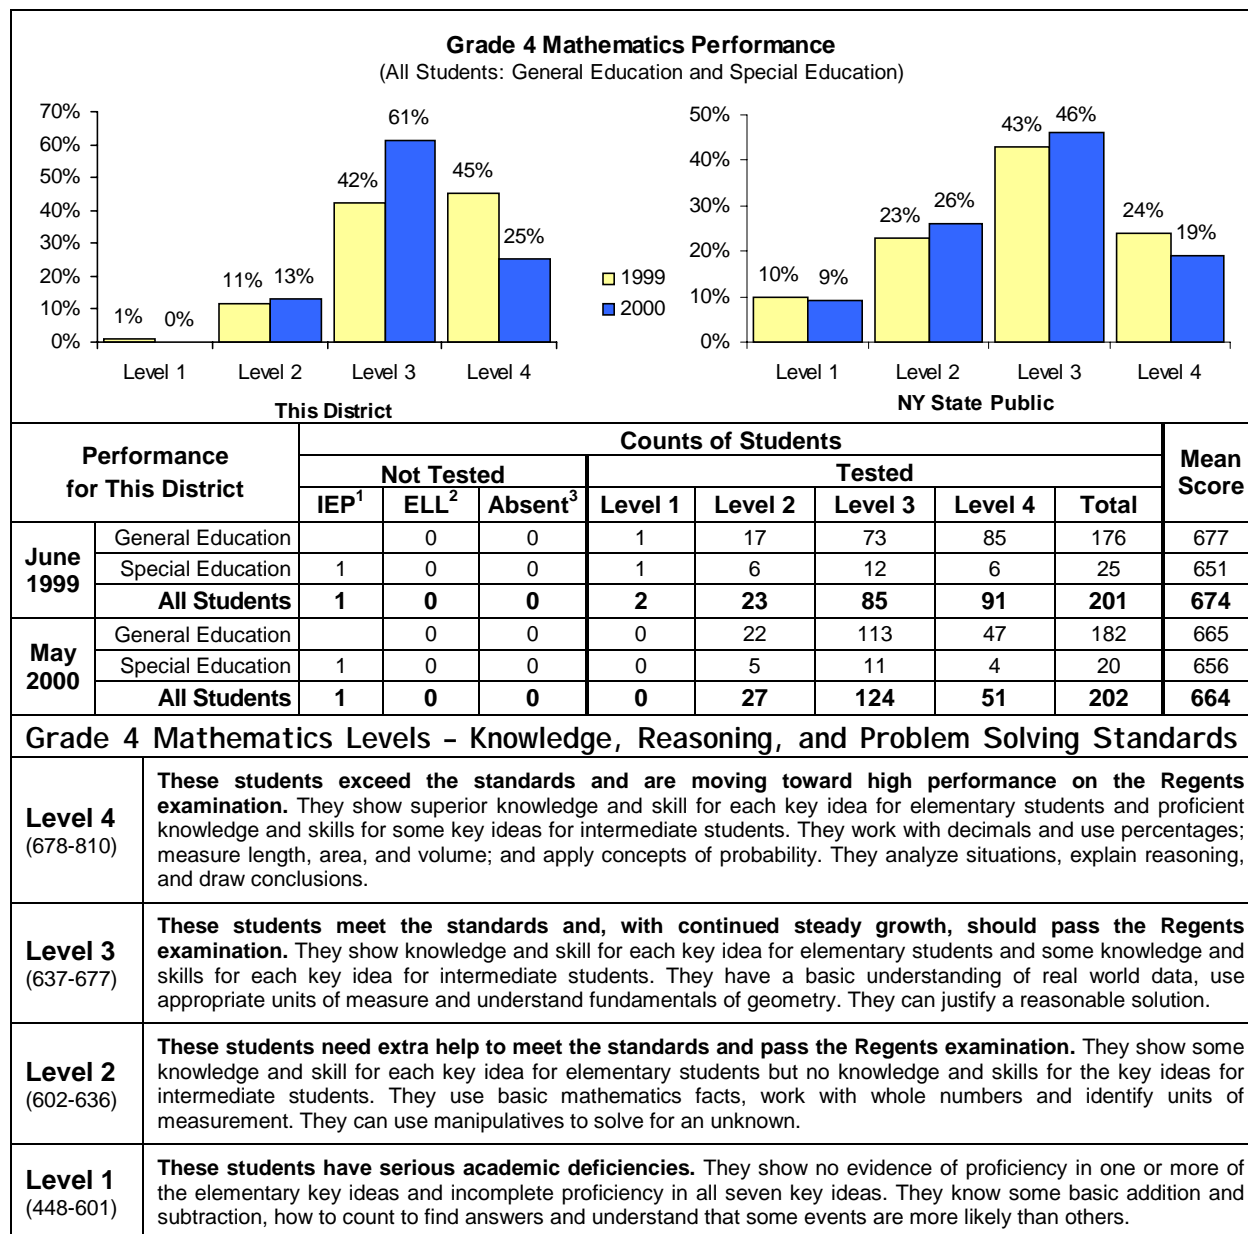 Grade 4 Mathematics Performance
(All Students: General Education and Special Education)
70%
60%
50%
40%
30%
20%
10%
0%
1%
0%
11%
13%
42%
61%
45%
25%
Level 1
Level 2
Level 3
Level 4
This District
1999
2000
50%
40%
30%
20%
10%
0%
10%
9%
23%
26%
43%
46%
24%
19%
Level 1
Level 2
Level 3
Level 4
NY State Public
Performance for This District
Counts of Students
Mean Score
Not Tested
Tested
IEP1 ELL2 Absent3 Level 1 Level 2 Level 3 Level 4 Total
June 1999
General Education 0 0 1 17 73 85 176 677
Special Education 1 0 0 1 6 12 6 25 651
All Students 1 0 0 2 23 85 91 201 674
May 2000
General Education 0 0 0 22 113 47 182 665
Special Education 1 0 0 0 5 11 4 20 656
All Students 1 0 0 0 27 124 51 202 664
Grade 4 Mathematics Levels – Knowledge, Reasoning, and Problem Solving Standards
Level 4
(678-810)
These students exceed the standards and are moving toward high performance on the Regents
examination. They show superior knowledge and skill for each key idea for elementary students and proficient
knowledge and skills for some key ideas for intermediate students. They work with decimals and use percentages;
measure length, area, and volume; and apply concepts of probability. They analyze situations, explain reasoning,
and draw conclusions.
Level 3
(637-677)
These students meet the standards and, with continued steady growth, should pass the Regents
examination. They show knowledge and skill for each key idea for elementary students and some knowledge and
skills for each key idea for intermediate students. They have a basic understanding of real world data, use
appropriate units of measure and understand fundamentals of geometry. They can justify a reasonable solution.
Level 2
(602-636)
These students need extra help to meet the standards and pass the Regents examination. They show some
knowledge and skill for each key idea for elementary students but no knowledge and skills for the key ideas for
intermediate students. They use basic mathematics facts, work with whole numbers and identify units of
measurement. They can use manipulatives to solve for an unknown.
Level 1
(448-601)
These students have serious academic deficiencies. They show no evidence of proficiency in one or more of
the elementary key ideas and incomplete proficiency in all seven key ideas. They know some basic addition and
subtraction, how to count to find answers and understand that some events are more likely than others.